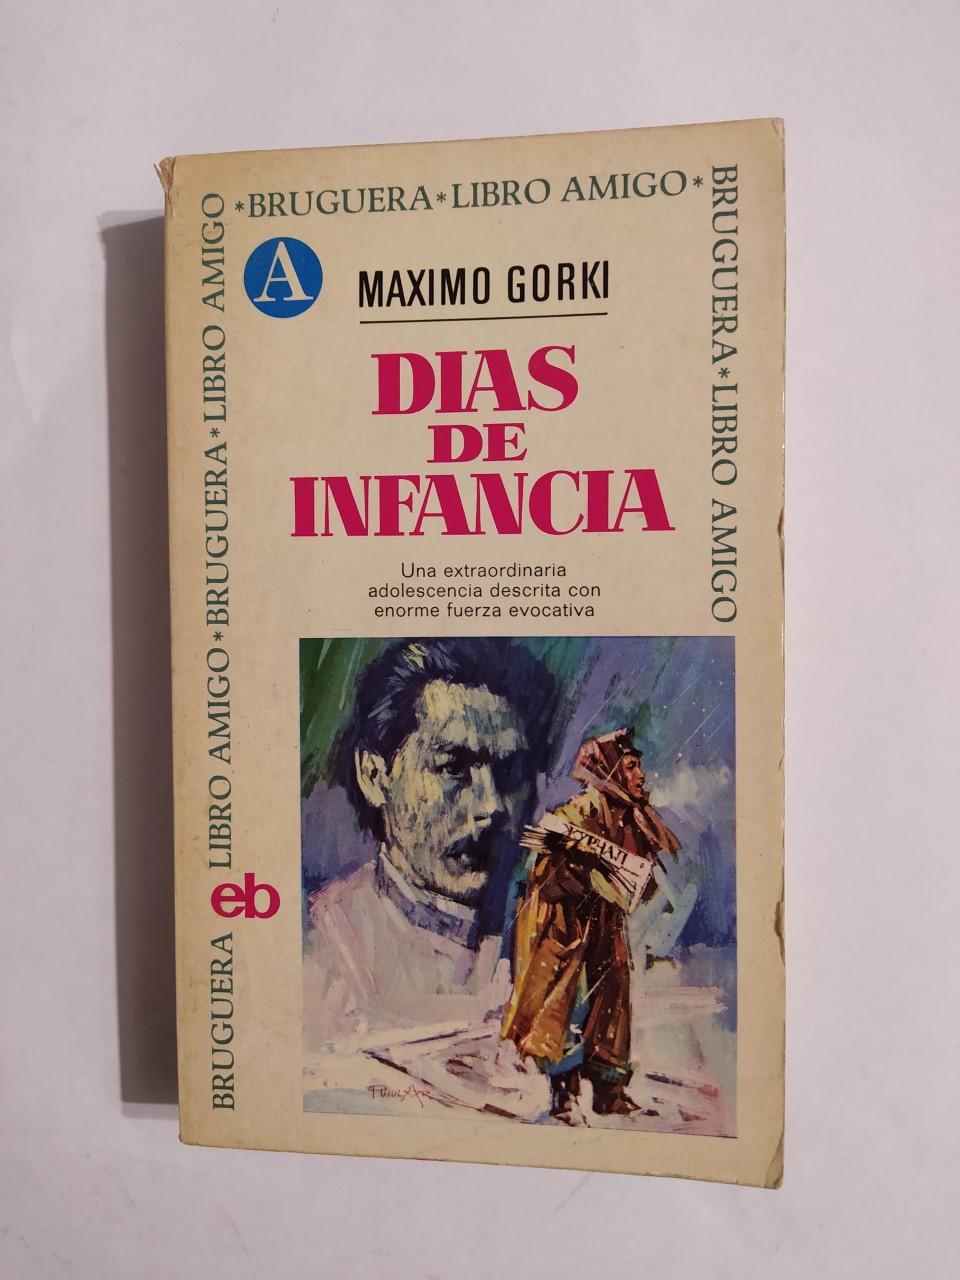 *BRUGUERA*LIBRO AMIGO*
BRUGUERA*LIBRO AMIGO
BRUGUERA LIBRO AMIGO*BRUGUERA*LIBRO AMIGO
A
MAXIMO GORKI
DIAS
DE
INFANCIA
Una extraordinaria
adolescencia descrita con
enorme fuerza evocativa
ЖУРНАЛ
eb